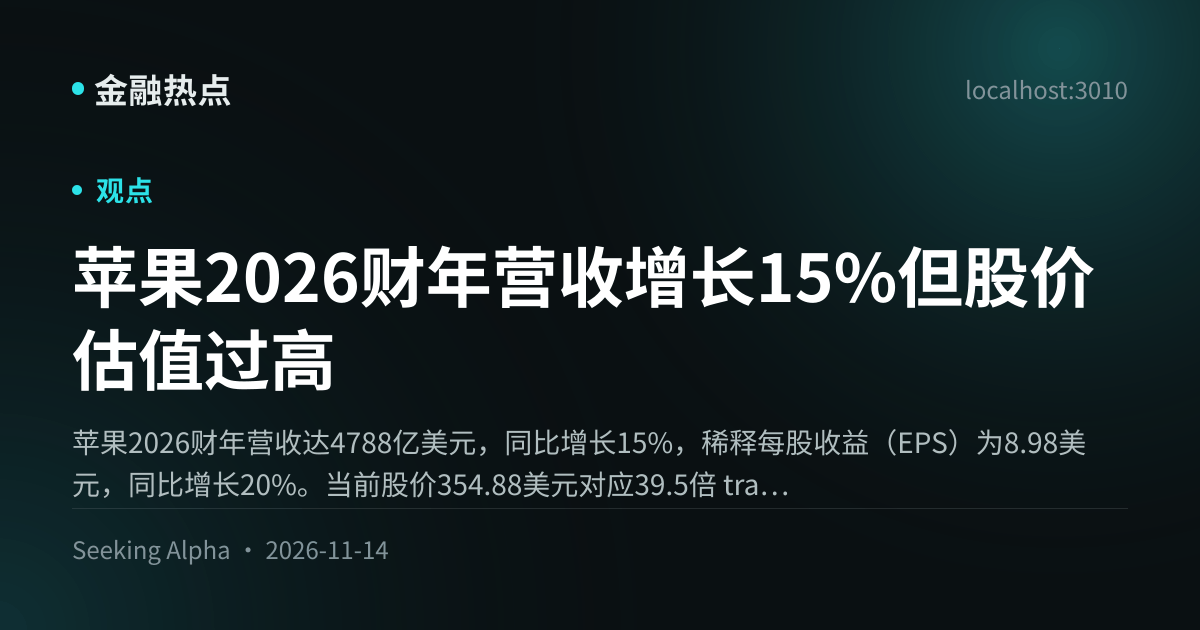 金融热点
localhost:3010
观点
苹果2026财年营收增长15%但股价
估值过高
苹果2026财年营收达4788亿美元，同比增长15%，稀释每股收益（EPS）为8.98美
元，同比增长20%。当前股价354.88美元对应39.5倍 tra…
Seeking Alpha · 2026-11-14